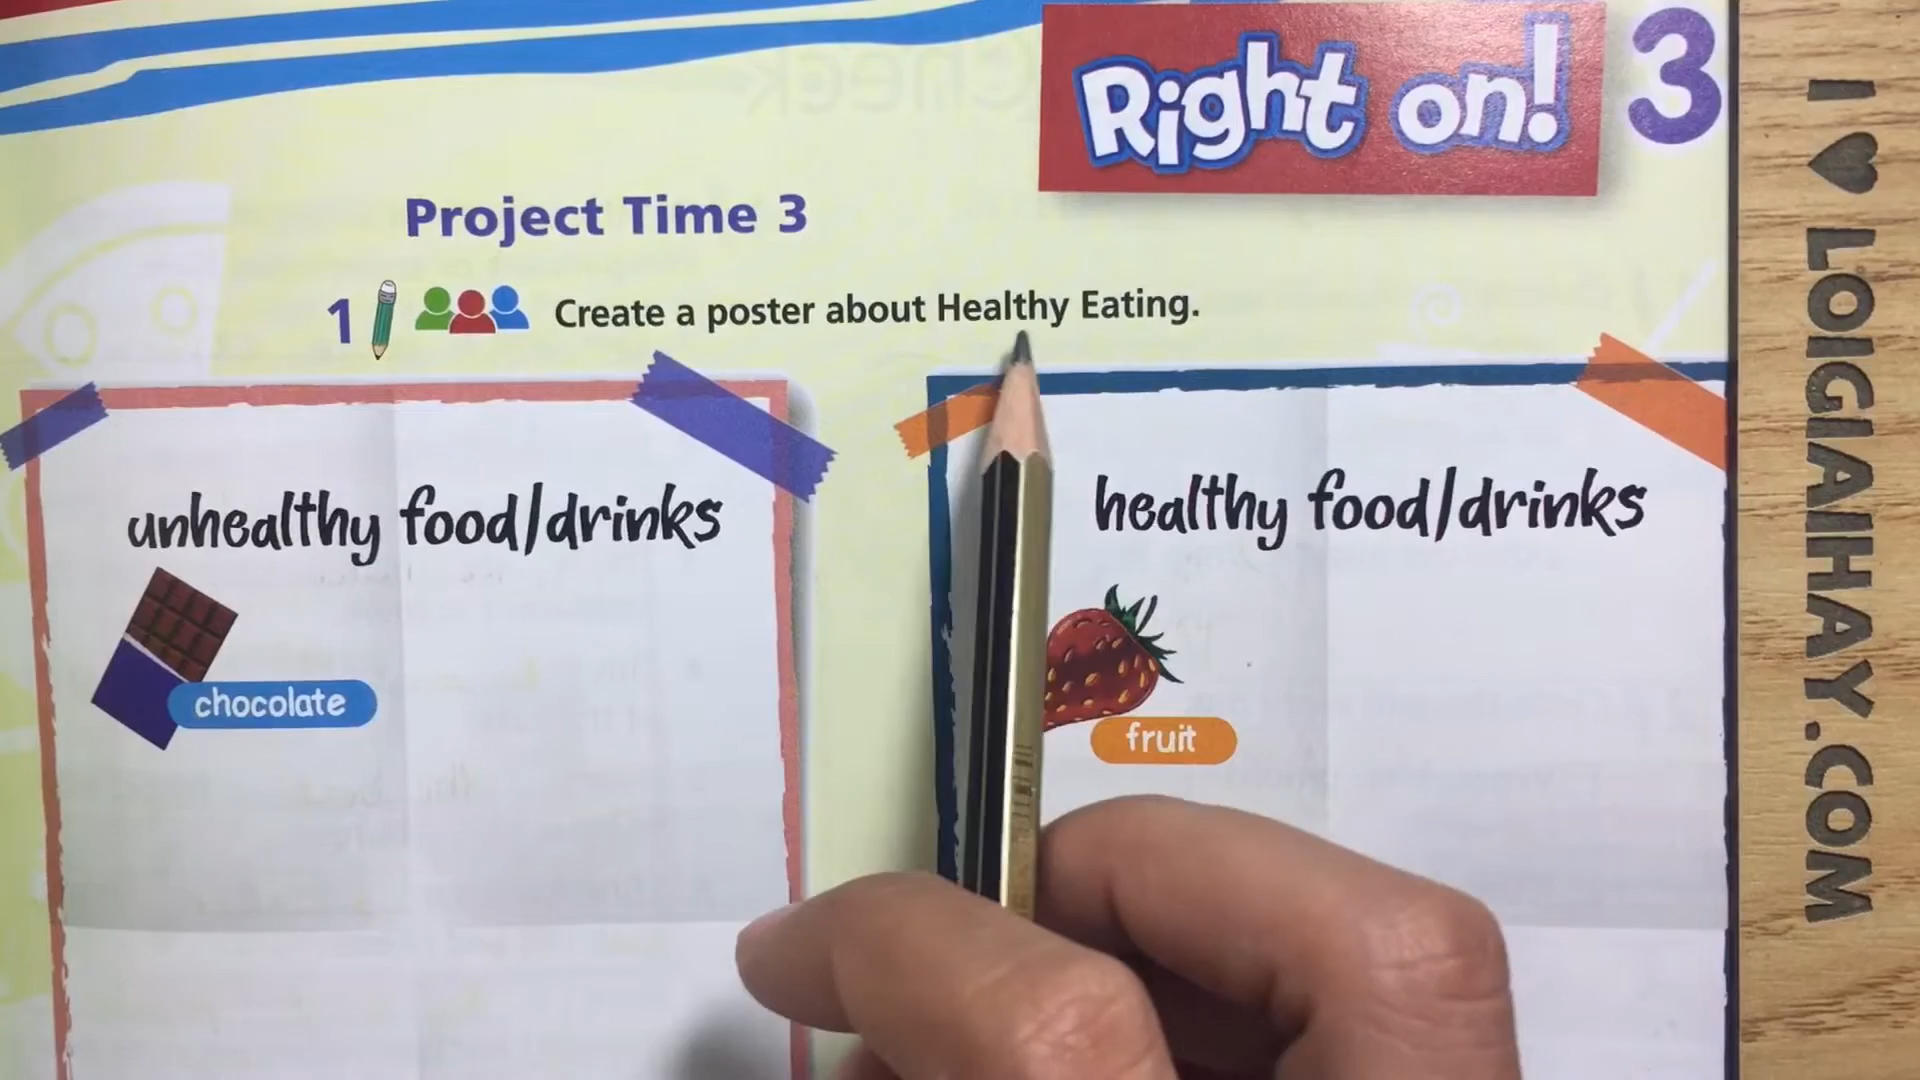 Right on! 3
Project Time 3
1 Create a poster about Healthy Eating.
unhealthy food/drinks
chocolate
healthy food/drinks
fruit
I ♥ LOIGIAIHAY.COM